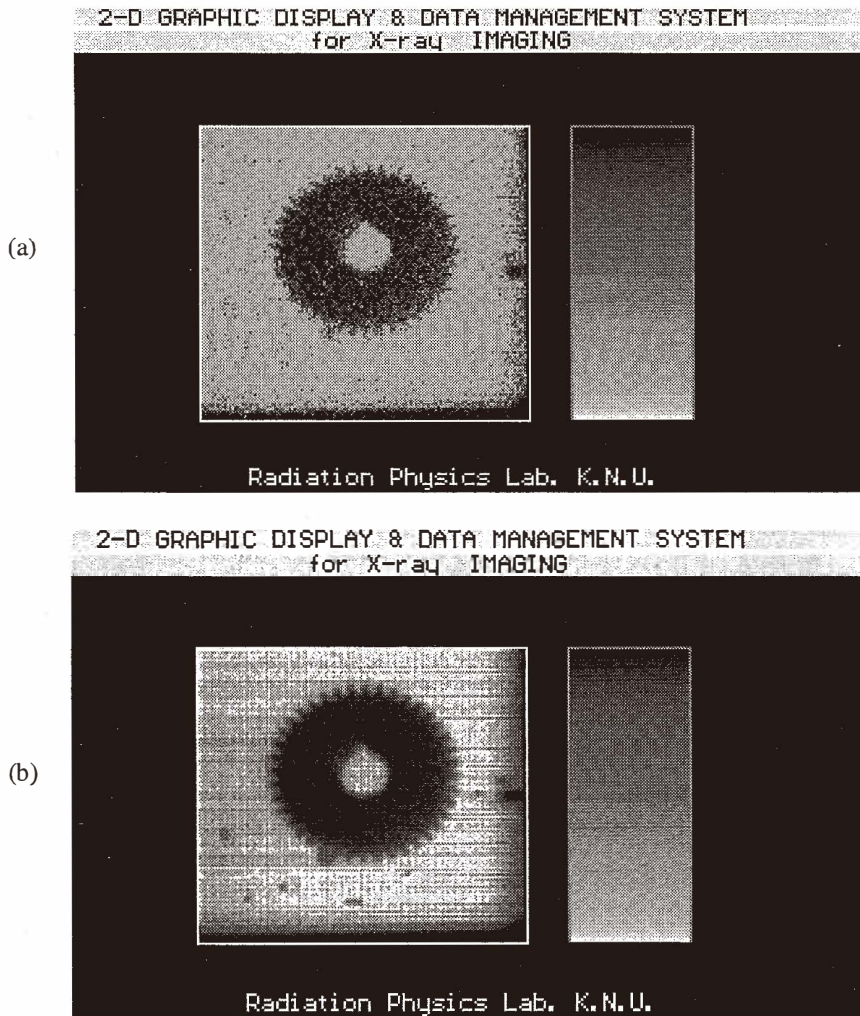 2-D GRAPHIC DISPLAY & DATA MANAGEMENT SYSTEM
for X-ray IMAGING
(a)
Radiation Physics Lab. K.N.U.
2-D GRAPHIC DISPLAY & DATA MANAGEMENT SYSTEM
for X-ray IMAGING
(b)
Radiation Physics Lab. K.N.U.